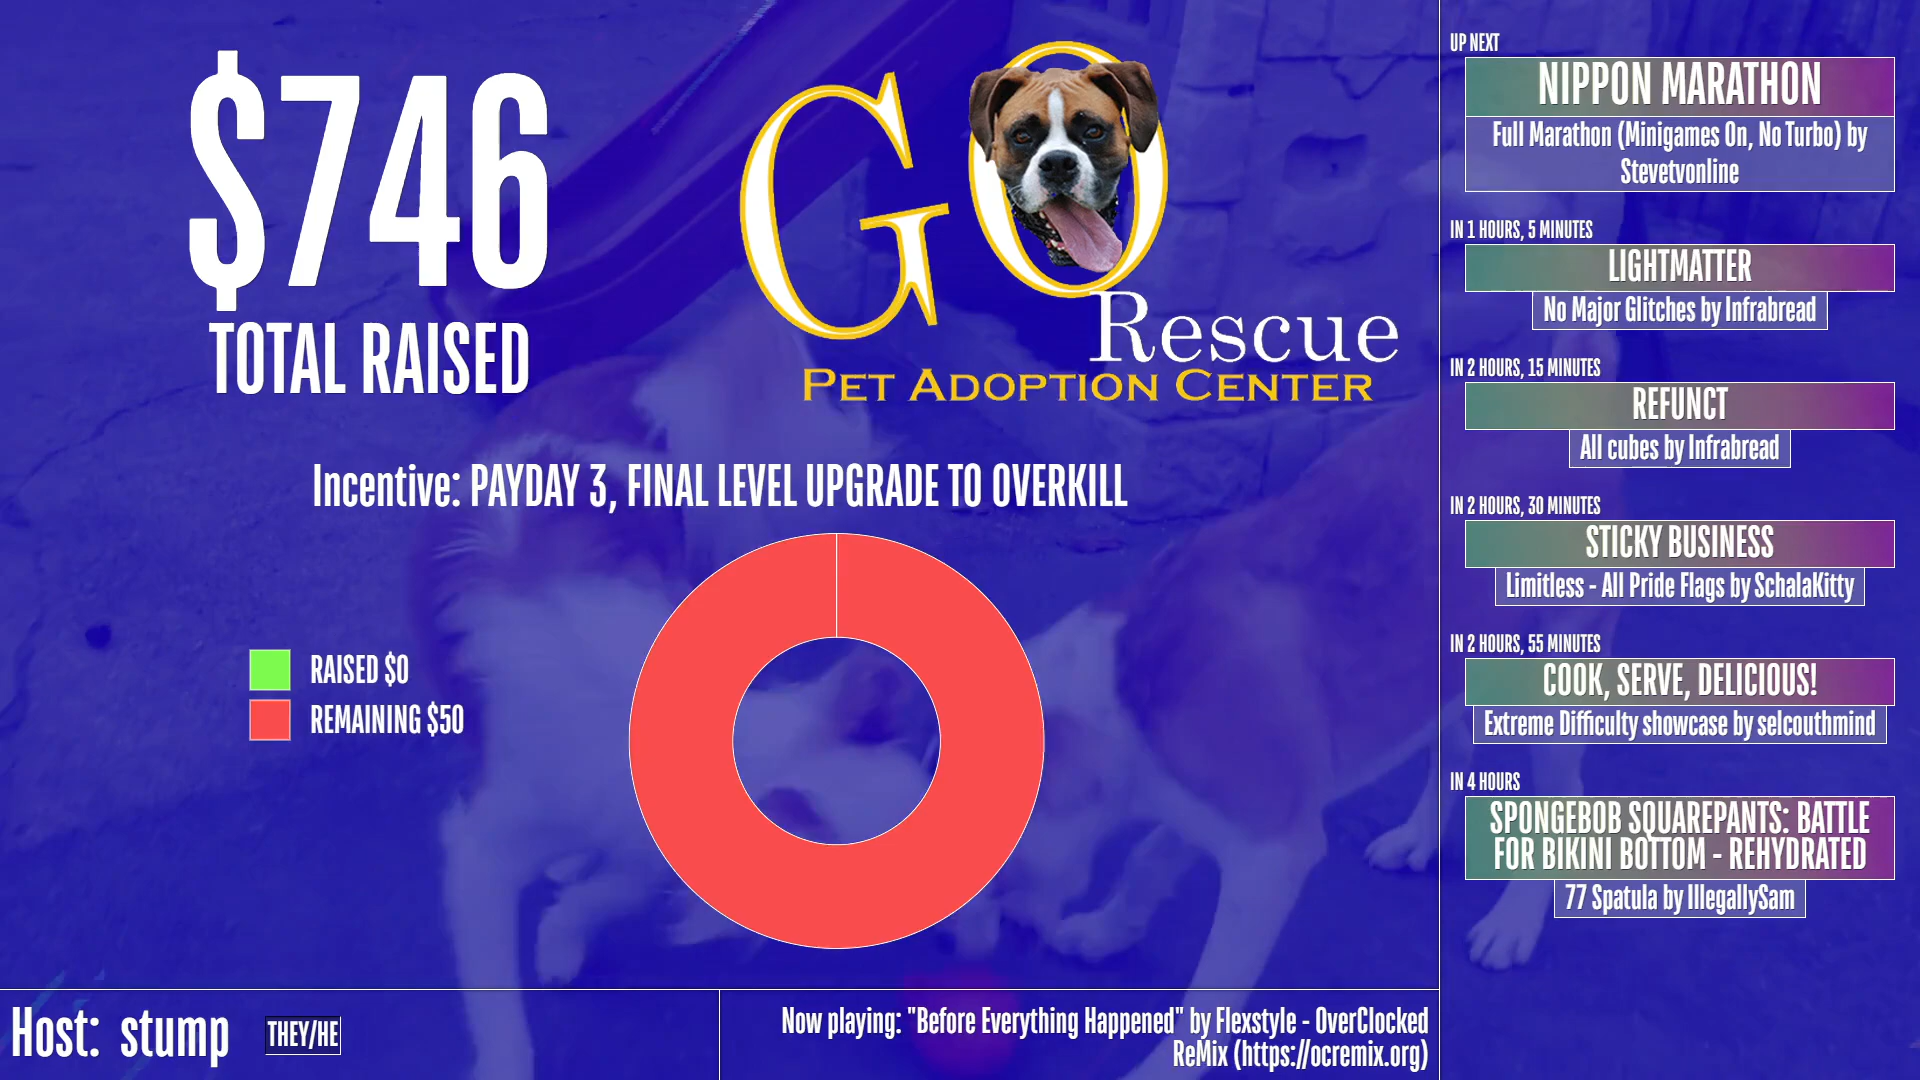 $746
TOTAL RAISED
GO
Rescue
PET ADOPTION CENTER
Incentive: PAYDAY 3, FINAL LEVEL UPGRADE TO OVERKILL
RAISED $0
REMAINING $50
Host: stump THEY/HE
Now playing: "Before Everything Happened" by Flexstyle - OverClocked
ReMix (https://ocremix.org)
UP NEXT
NIPPON MARATHON
Full Marathon (Minigames On, No Turbo) by
Stevetvonline
IN 1 HOURS, 5 MINUTES
LIGHTMATTER
No Major Glitches by Infrabread
IN 2 HOURS, 15 MINUTES
REFUNCT
All cubes by Infrabread
IN 2 HOURS, 30 MINUTES
STICKY BUSINESS
Limitless - All Pride Flags by SchalaKitty
IN 2 HOURS, 55 MINUTES
COOK, SERVE, DELICIOUS!
Extreme Difficulty showcase by selcouthmind
IN 4 HOURS
SPONGEBOB SQUAREPANTS: BATTLE
FOR BIKINI BOTTOM - REHYDRATED
77 Spatula by IllegallySam